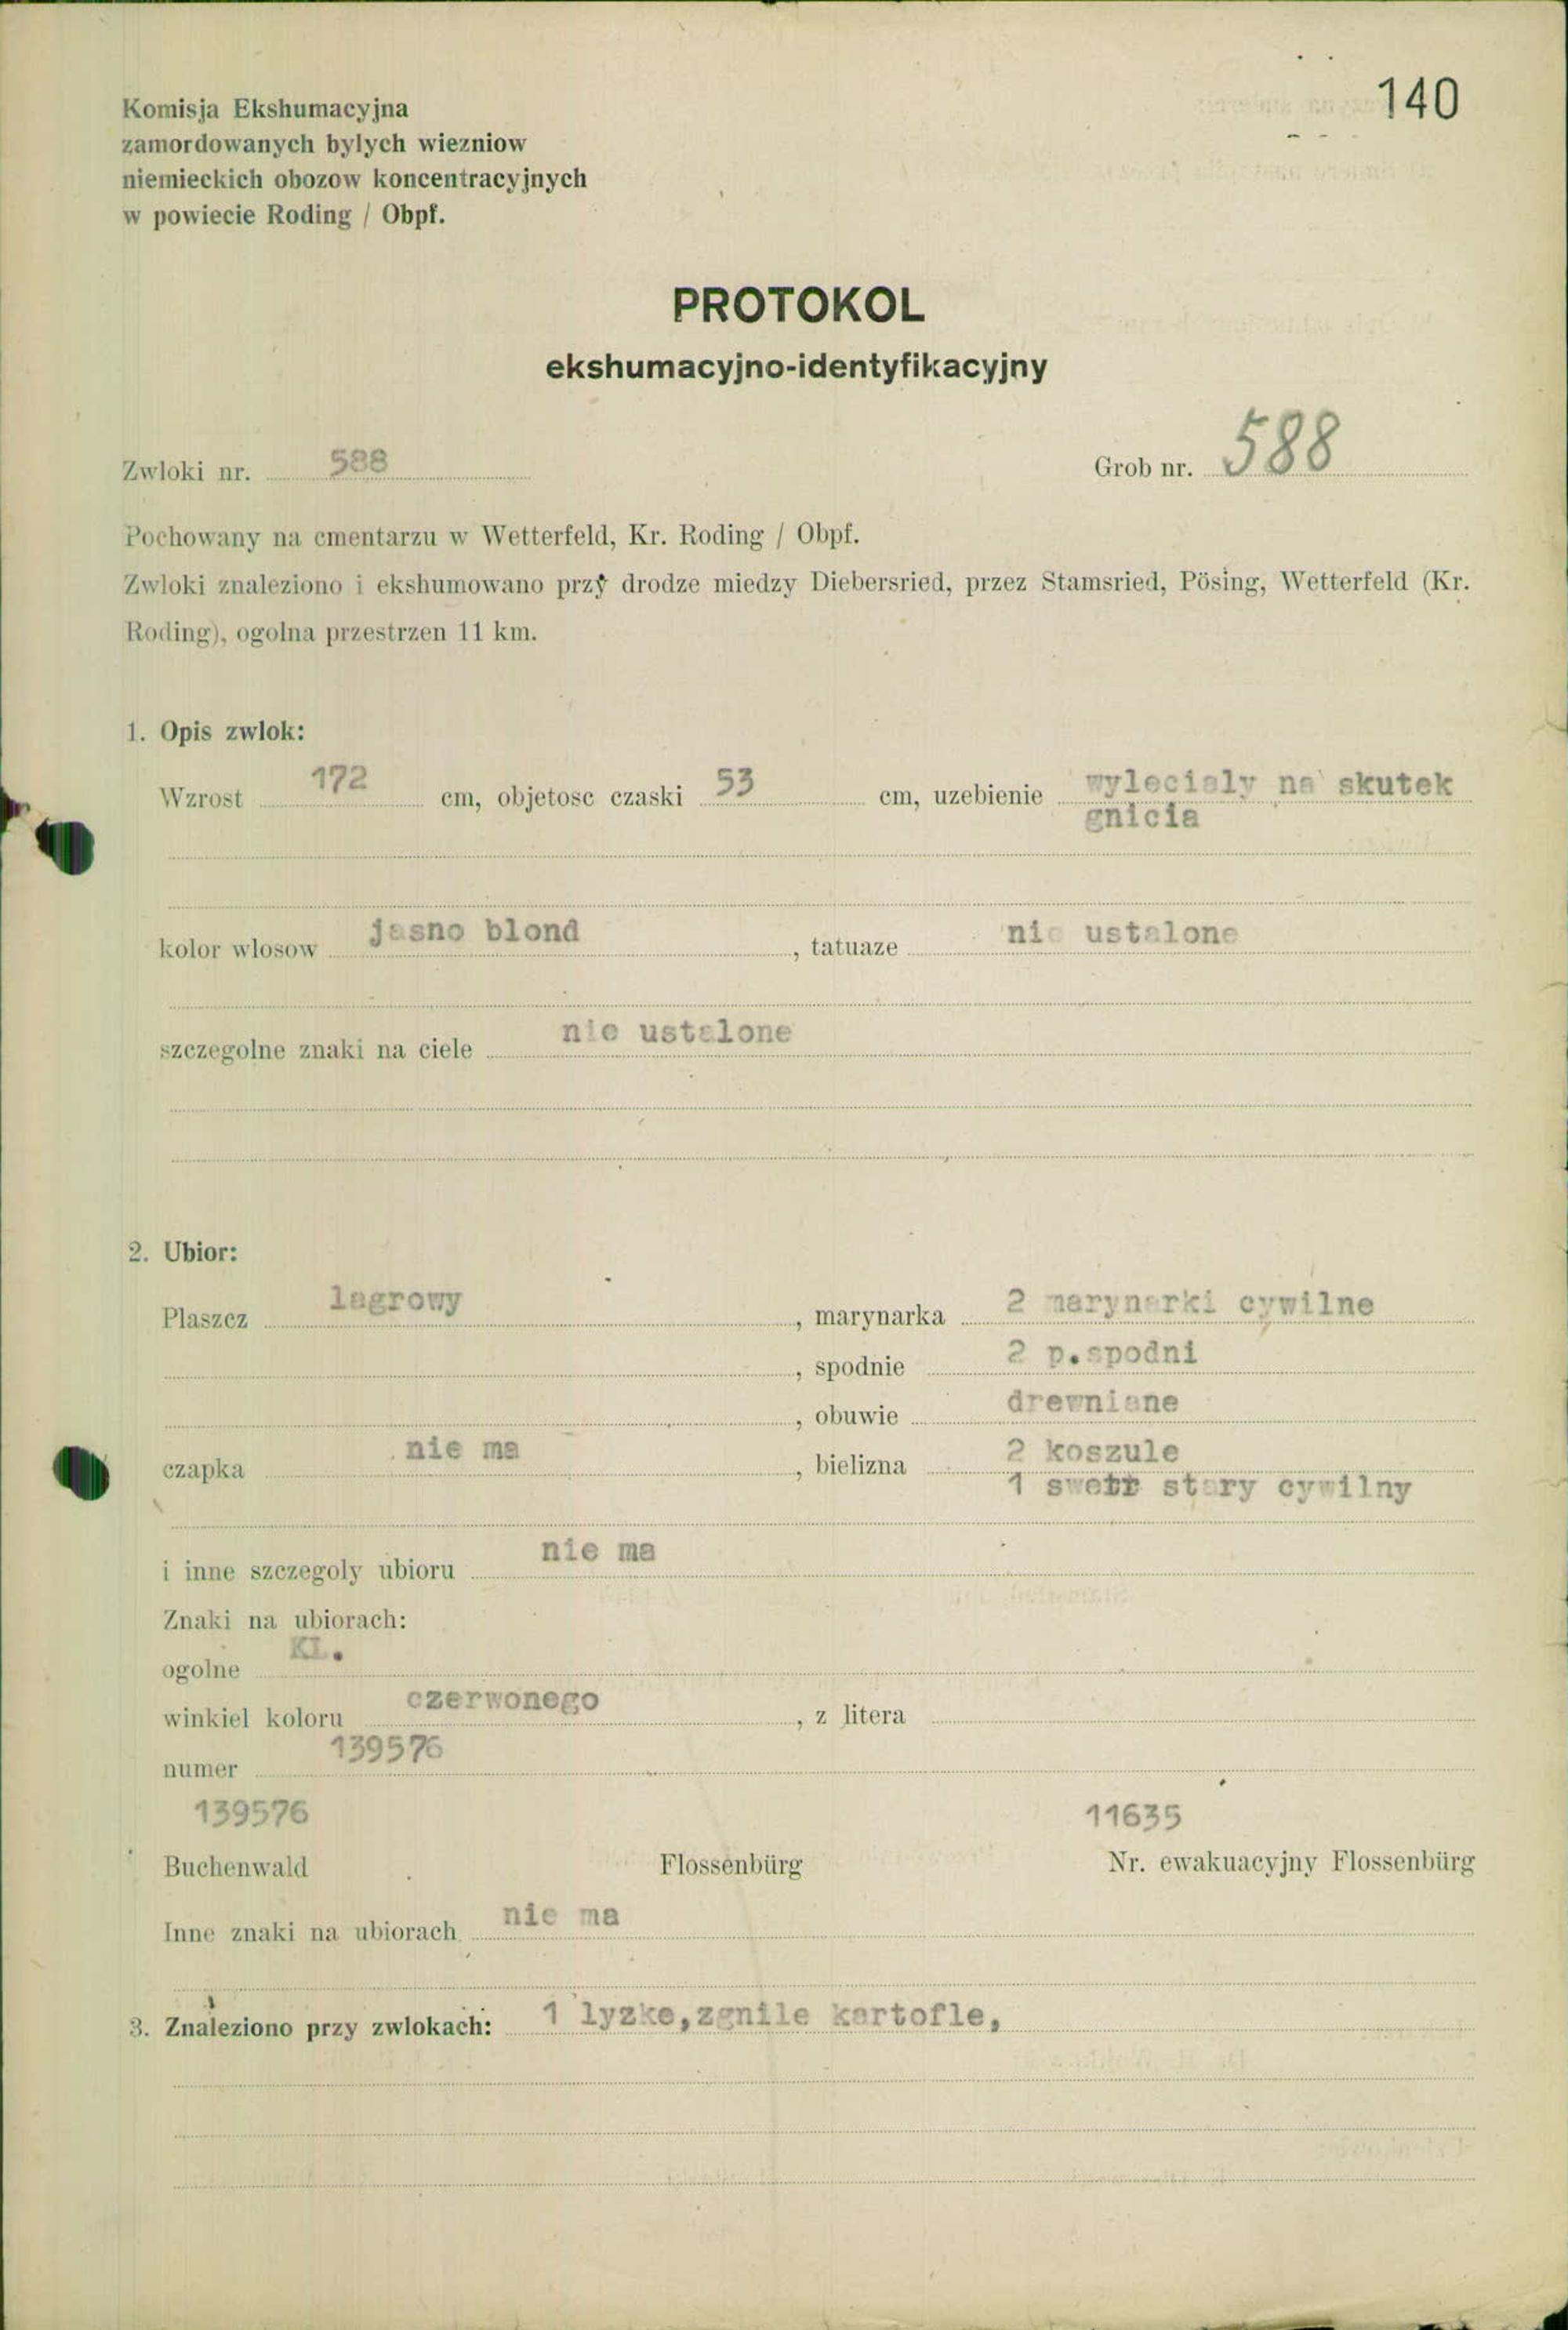 140
Komisja Ekshumacyjna
zamordowanych bylych wiezniow
niemieckich obozow koncentracyjnych
w powiecie Roding / Obpf.
PROTOKOL
ekshumacyjno-identyfikacyjny
Zwloki nr. 588 Grob nr. 588
Pochowany na cmentarzu w Wetterfeld, Kr. Roding / Obpf.
Zwloki znaleziono i ekshumowano przy drodze miedzy Diebersried, przez Stamsried, Pösing, Wetterfeld (Kr.
Roding), ogolna przestrzen 11 km.
1. Opis zwlok:
Wzrost 172 cm, objetosc czaski 53 cm, uzebienie wylecialy na skutek
gnicia
kolor wlosow jasno blond, tatuaze nie ustalone
szczegolne znaki na ciele nie ustalone
2. Ubior:
Plaszcz lagrowy, marynarka 2 marynarki cywilne
, spodnie 2 p.spodni
, obuwie drewniane
czapka nie ma, bielizna 2 koszule
1 swetr stary cywilny
i inne szczegoly ubioru nie ma
Znaki na ubiorach:
ogolne KL.
winkiel koloru czerwonego, z litera
numer 139576
139576 11635
Buchenwald Flossenbürg Nr. ewakuacyjny Flossenbürg
Inne znaki na ubiorach nie ma
3. Znaleziono przy zwlokach: 1 lyzke,zgnile kartofle,